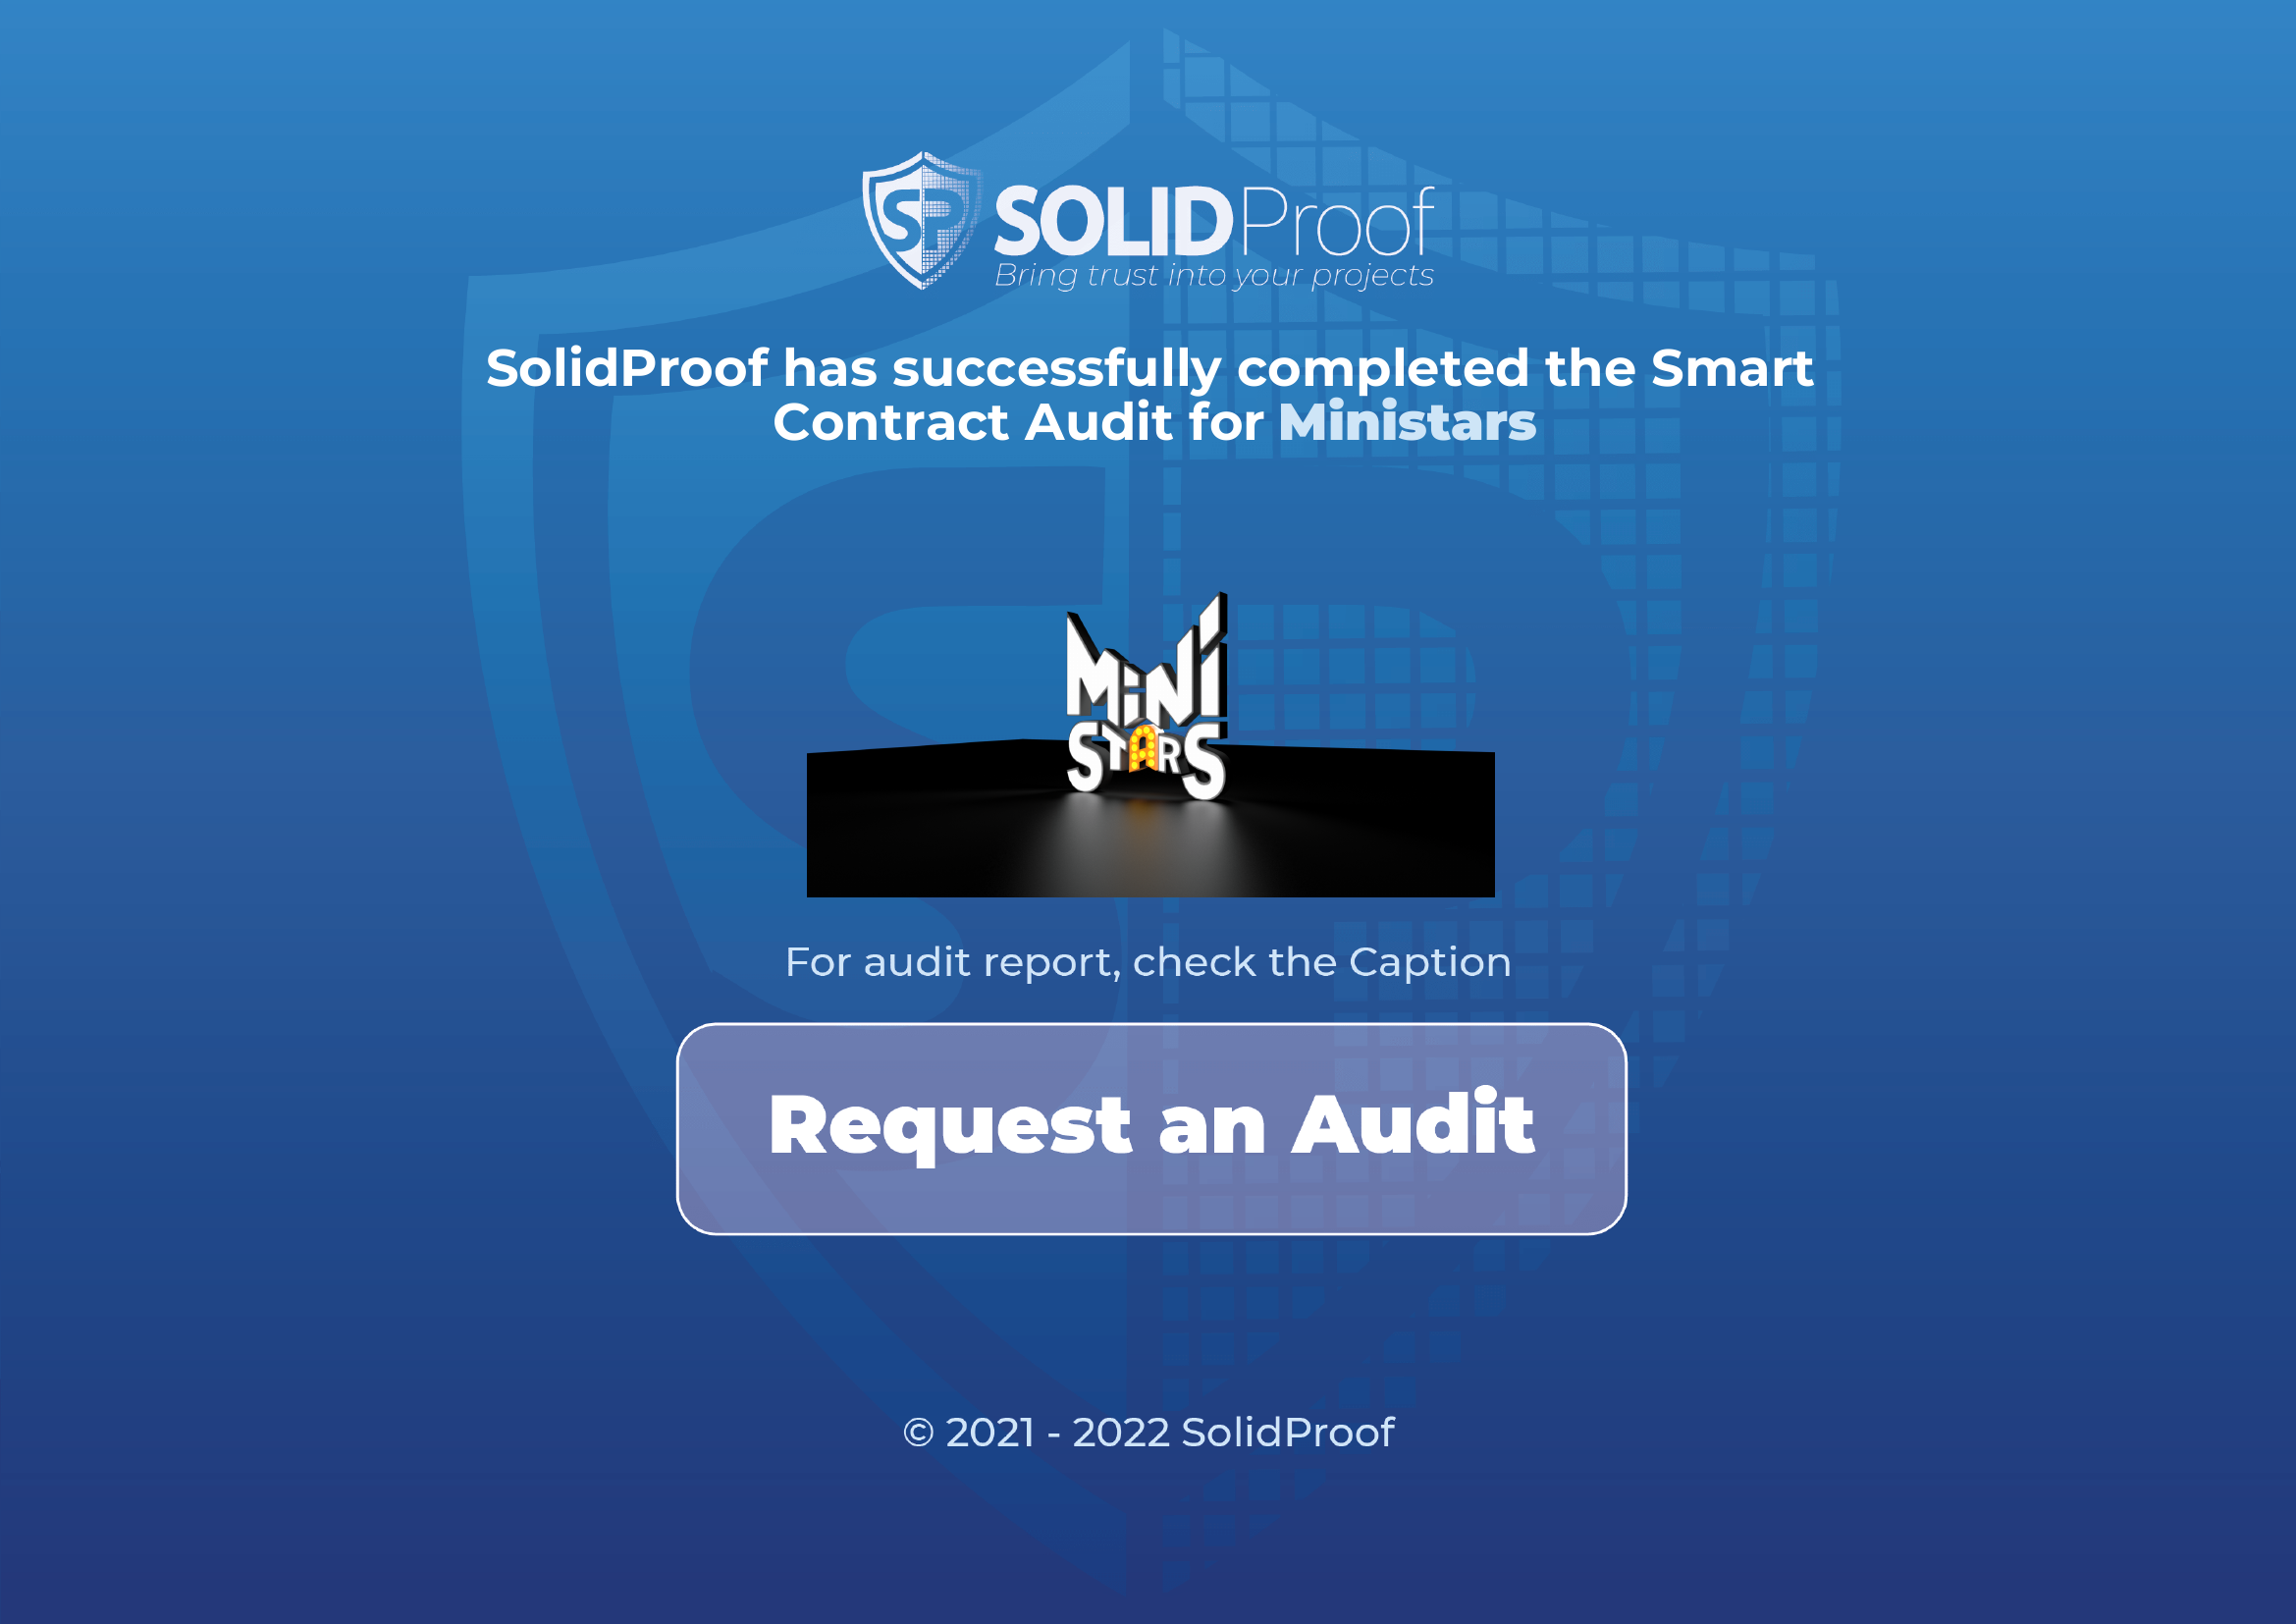 SP SOLIDProof
Bring trust into your projects
SolidProof has successfully completed the Smart
Contract Audit for Ministars
MiNi
STARS
For audit report, check the Caption
Request an Audit
© 2021 - 2022 SolidProof